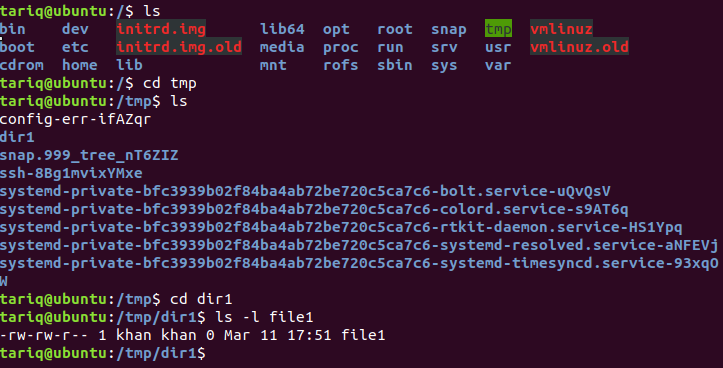 tariq@ubuntu:/$ ls
bin dev initrd.img lib64 opt root snap tmp vmlinuz
boot etc initrd.img.old media proc run srv usr vmlinuz.old
cdrom home lib mnt rofs sbin sys var
tariq@ubuntu:/$ cd tmp
tariq@ubuntu:/tmp$ ls
config-err-ifAZqr
dir1
snap.999_tree_nT6ZIZ
ssh-8Bg1mvixYMxe
systemd-private-bfc3939b02f84ba4ab72be720c5ca7c6-bolt.service-uQvQsV
systemd-private-bfc3939b02f84ba4ab72be720c5ca7c6-colord.service-s9AT6q
systemd-private-bfc3939b02f84ba4ab72be720c5ca7c6-rtkit-daemon.service-HS1Ypq
systemd-private-bfc3939b02f84ba4ab72be720c5ca7c6-systemd-resolved.service-aNFEVj
systemd-private-bfc3939b02f84ba4ab72be720c5ca7c6-systemd-timesyncd.service-93xqO
W
tariq@ubuntu:/tmp$ cd dir1
tariq@ubuntu:/tmp/dir1$ ls -l file1
-rw-rw-r-- 1 khan khan 0 Mar 11 17:51 file1
tariq@ubuntu:/tmp/dir1$